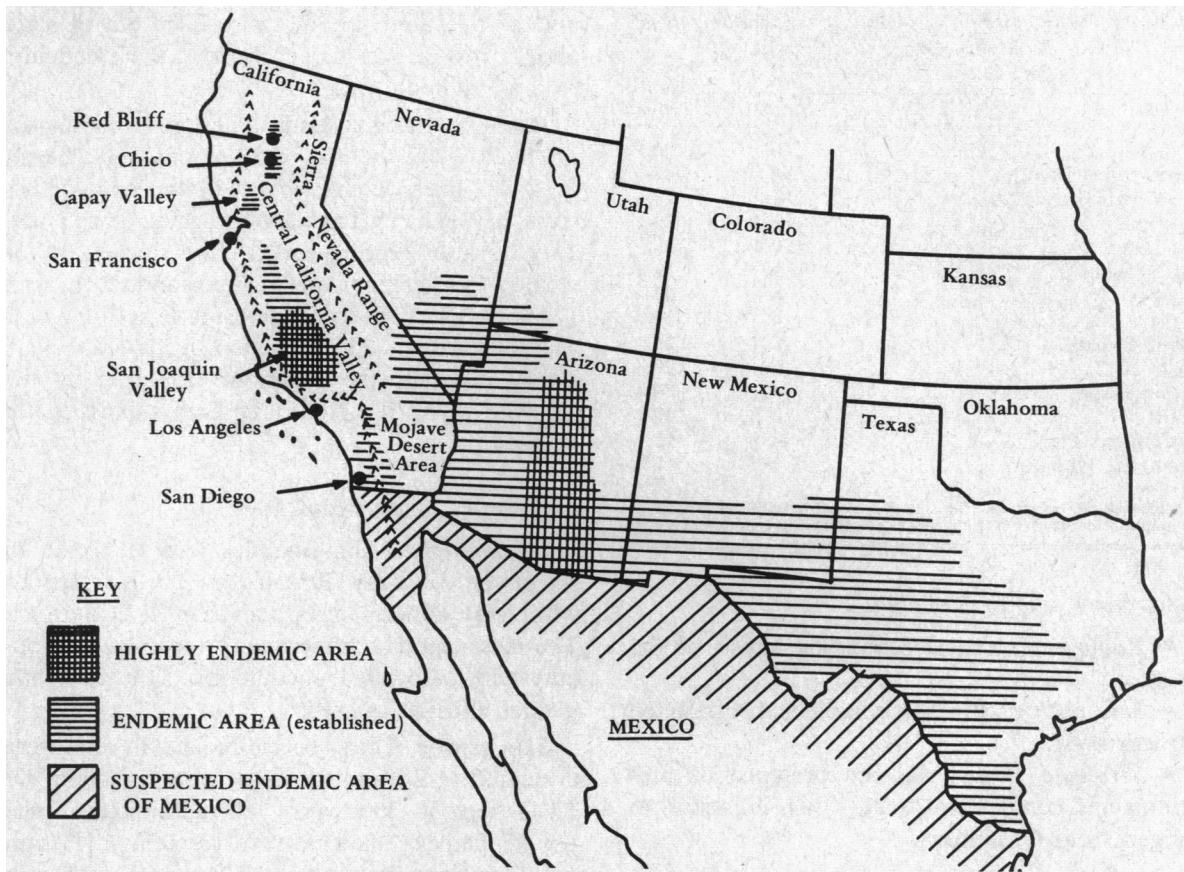 California
Nevada
Red Bluff
Chico
Sierra
Nevada Range
Capay Valley
Central California Valley
San Francisco
Utah
Colorado
Kansas
San Joaquin
Valley
Arizona
New Mexico
Oklahoma
Texas
Los Angeles
Mojave
Desert
Area
San Diego
KEY
HIGHLY ENDEMIC AREA
ENDEMIC AREA (established)
SUSPECTED ENDEMIC AREA
OF MEXICO
MEXICO